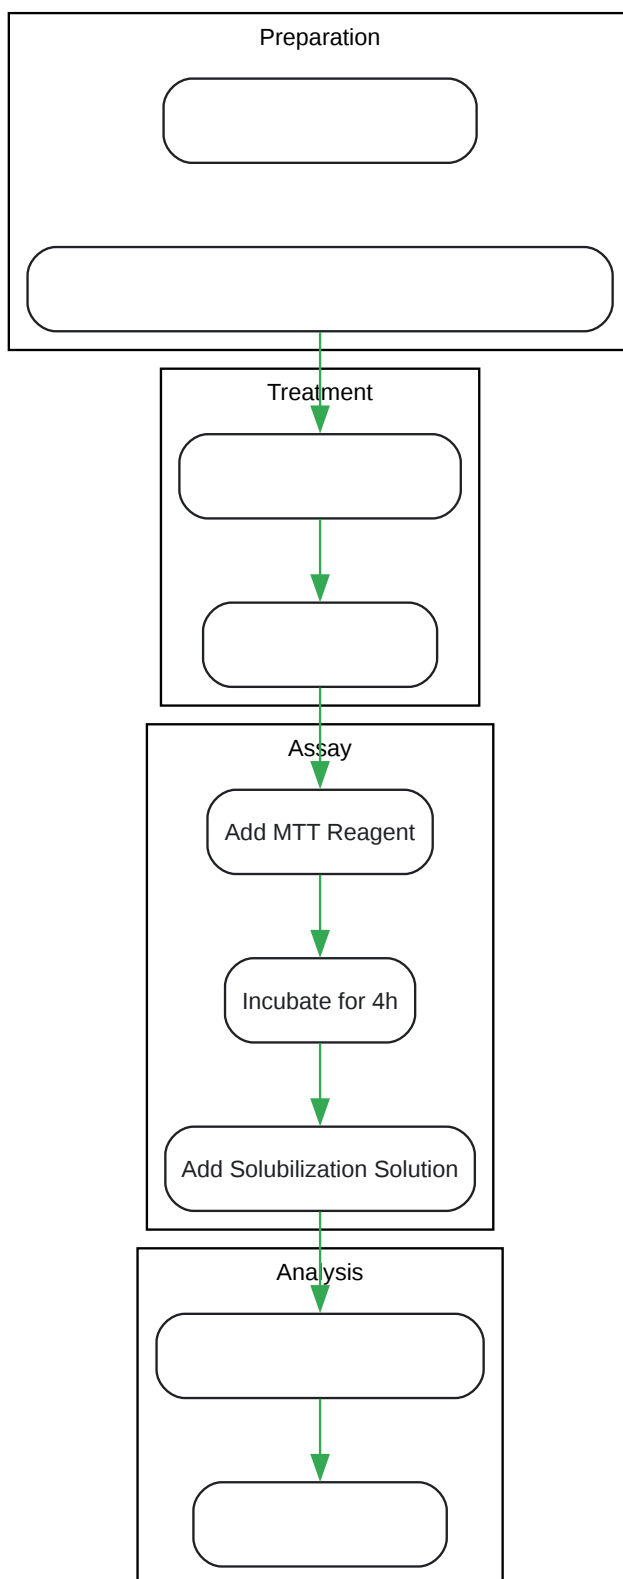 Preparation
Treatment
Assay
Add MTT Reagent
Incubate for 4h
Add Solubilization Solution
Analysis